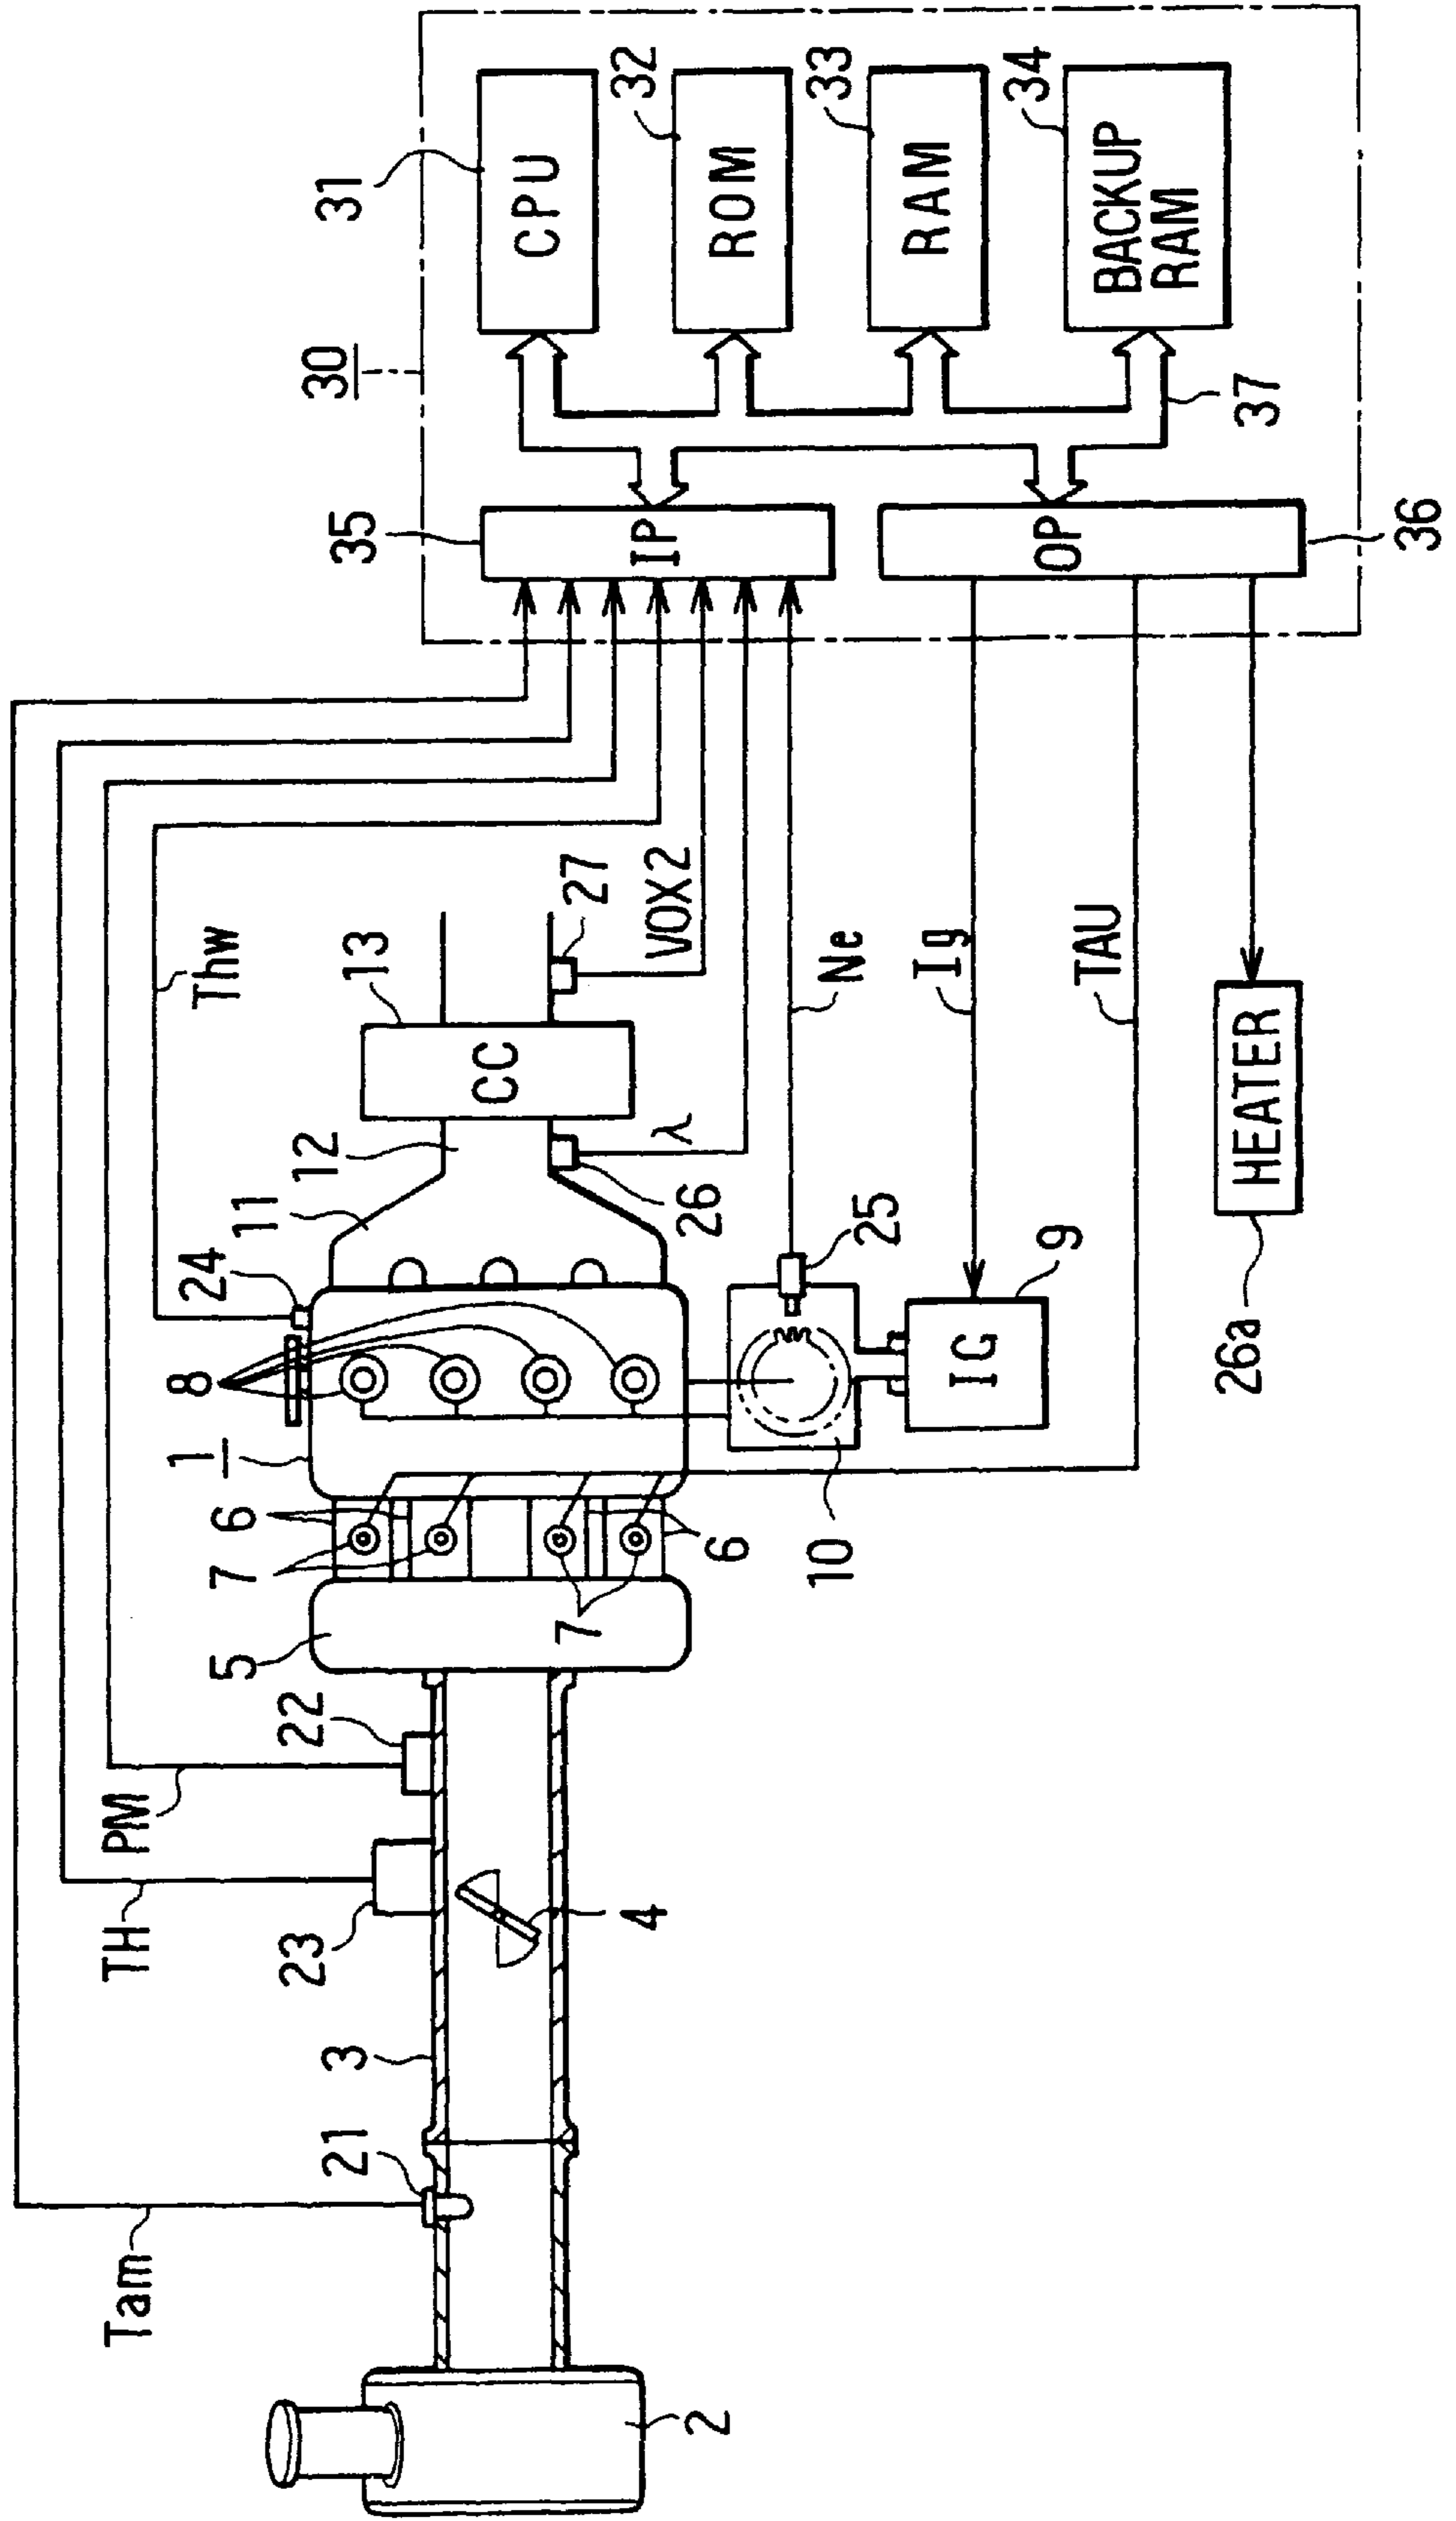 30
31
CPU
32
ROM
33
RAM
34
BACKUP
RAM
35
IP
OP
36
37
Thw
13
CC
27
VOX2
12
11
26
λ
Ne
Ig
TAU
HEATER
26a
24
8
1
25
9
IG
10
6
7
6
7
5
22
PM
TH
23
4
3
21
Tam
2